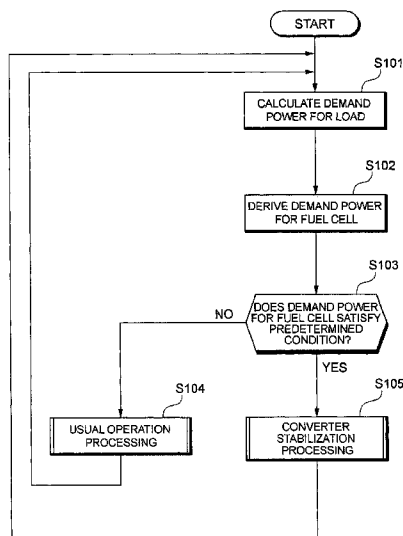 START
S101
CALCULATE DEMAND
POWER FOR LOAD
S102
DERIVE DEMAND POWER
FOR FUEL CELL
S103
DOES DEMAND POWER
FOR FUEL CELL SATISFY
PREDETERMINED
CONDITION?
NO
YES
S104
USUAL OPERATION
PROCESSING
S105
CONVERTER
STABILIZATION
PROCESSING